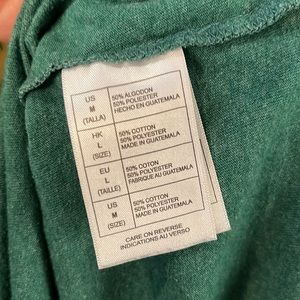 US
M
(TALLA)
50% ALGODON
50% POLIESTER
HECHO EN GUATEMALA
HK
L
(SIZE)
50% COTTON
50% POLYESTER
MADE IN GUATEMALA
EU
L
(TAILLE)
50% COTON
50% POLYESTER
FABRIQUE AU GUATEMALA
US
M
(SIZE)
50% COTTON
50% POLYESTER
MADE IN GUATEMALA
CARE ON REVERSE
INDICATIONS AU VERSO